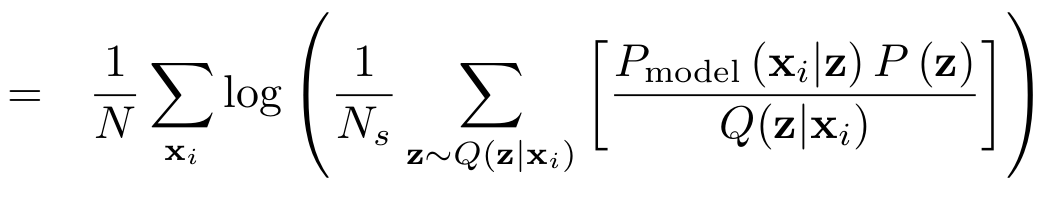 = \frac{1}{N} \sum_{\mathbf{x}_i} \log \left( \frac{1}{N_s} \sum_{\mathbf{z} \sim Q(\mathbf{z}|\mathbf{x}_i)} \left[ \frac{P_{\text{model}}(\mathbf{x}_i|\mathbf{z}) P(\mathbf{z})}{Q(\mathbf{z}|\mathbf{x}_i)} \right] \right)